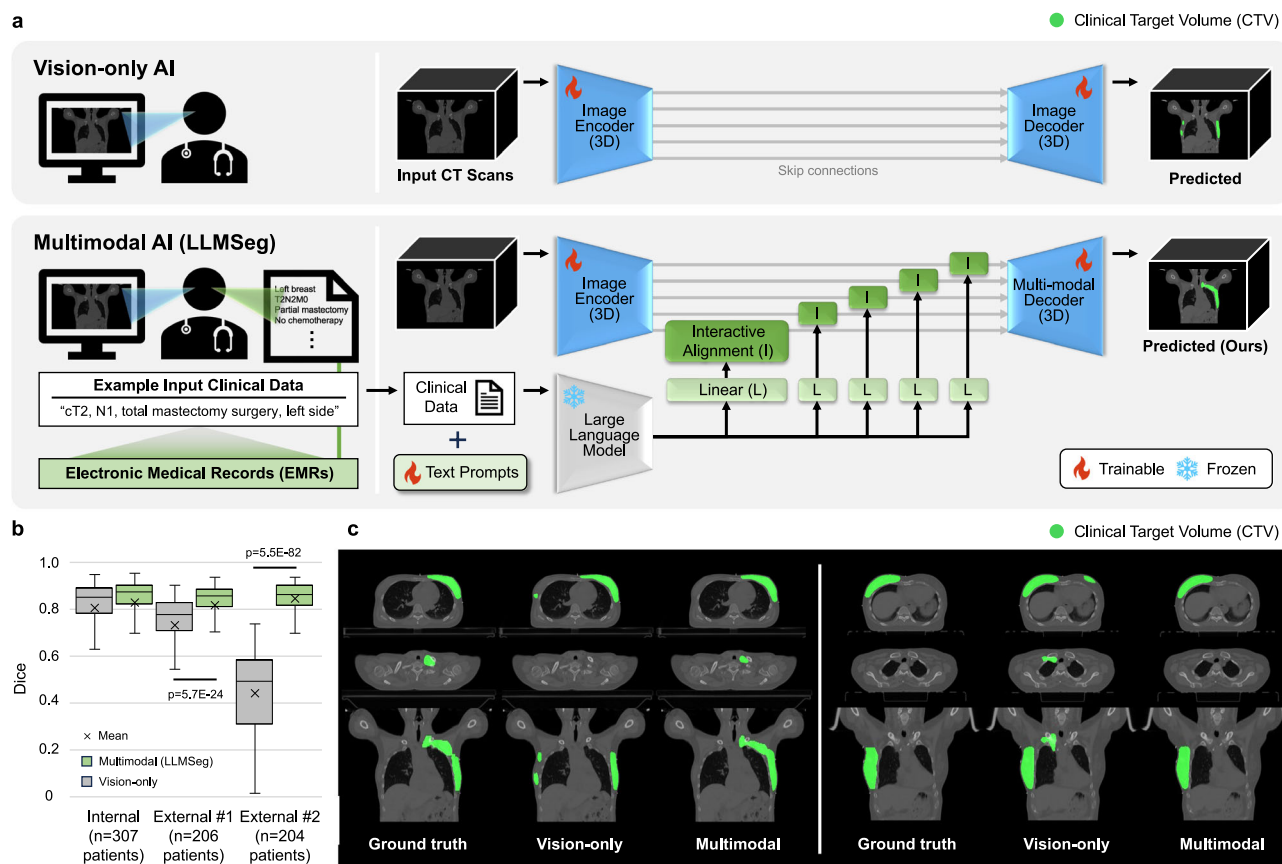 a
Clinical Target Volume (CTV)
Vision-only AI
Input CT Scans
Image
Encoder
(3D)
Skip connections
Image
Decoder
(3D)
Predicted
Multimodal AI (LLMSeg)
Left breast
T2N2M0
Partial mastectomy
No chemotherapy
⋮
Example Input Clinical Data
“cT2, N1, total mastectomy surgery, left side”
Electronic Medical Records (EMRs)
Image
Encoder
(3D)
Clinical
Data
+
Text Prompts
Large
Language
Model
Interactive
Alignment (I)
I
I
I
I
Linear (L)
L
L
L
L
Multi-modal
Decoder
(3D)
Predicted (Ours)
Trainable
Frozen
b
Dice
1.0
0.8
0.6
0.4
0.2
0
p=5.5E-82
p=5.7E-24
× Mean
Multimodal (LLMSeg)
Vision-only
Internal
(n=307
patients)
External #1
(n=206
patients)
External #2
(n=204
patients)
c
Clinical Target Volume (CTV)
Ground truth
Vision-only
Multimodal
Ground truth
Vision-only
Multimodal